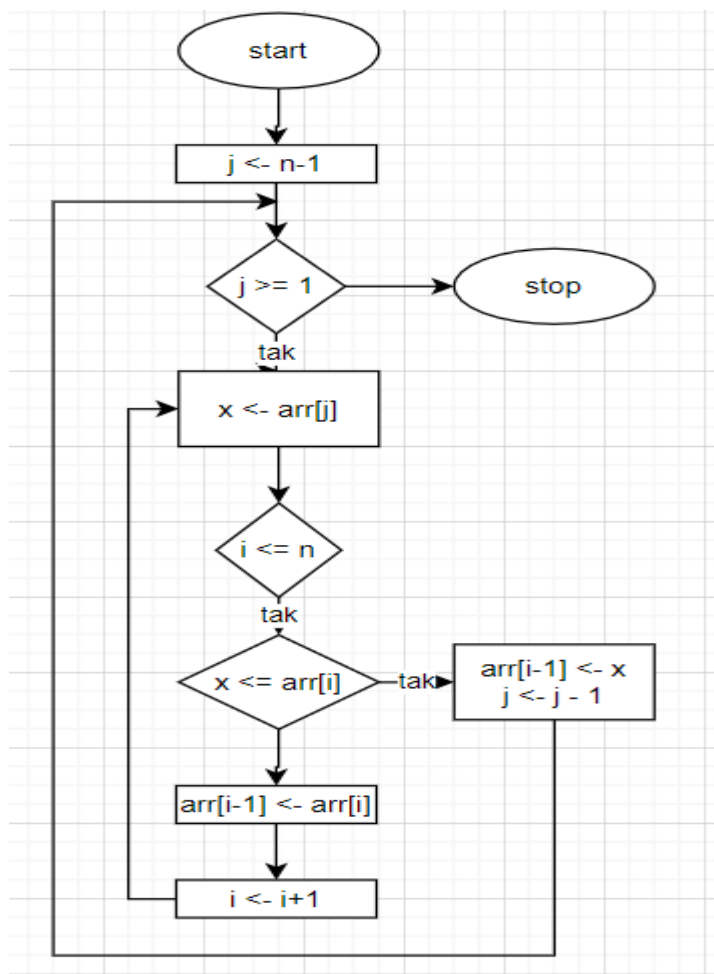 start
j <- n-1
j >= 1
stop
tak
x <- arr[j]
i <= n
tak
x <= arr[i]
tak
arr[i-1] <- x
j <- j - 1
arr[i-1] <- arr[i]
i <- i+1